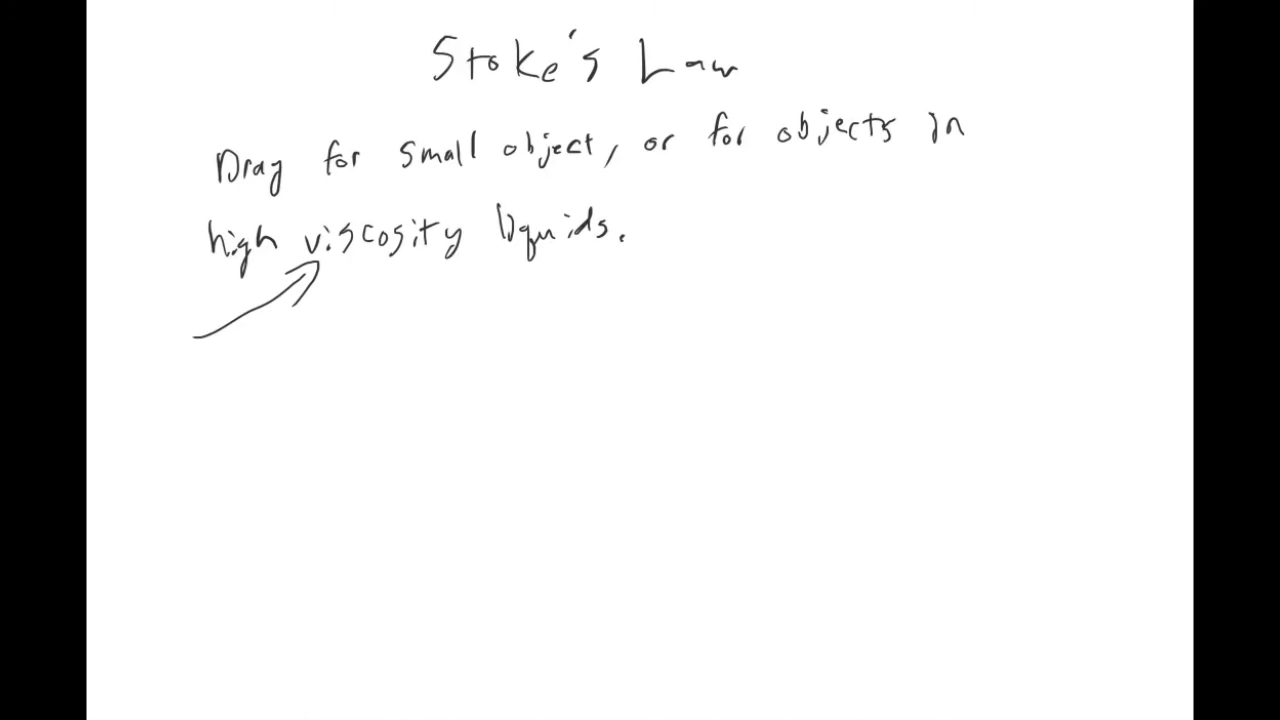 Stoke's Law
Drag for small object, or for objects in
high viscosity liquids.